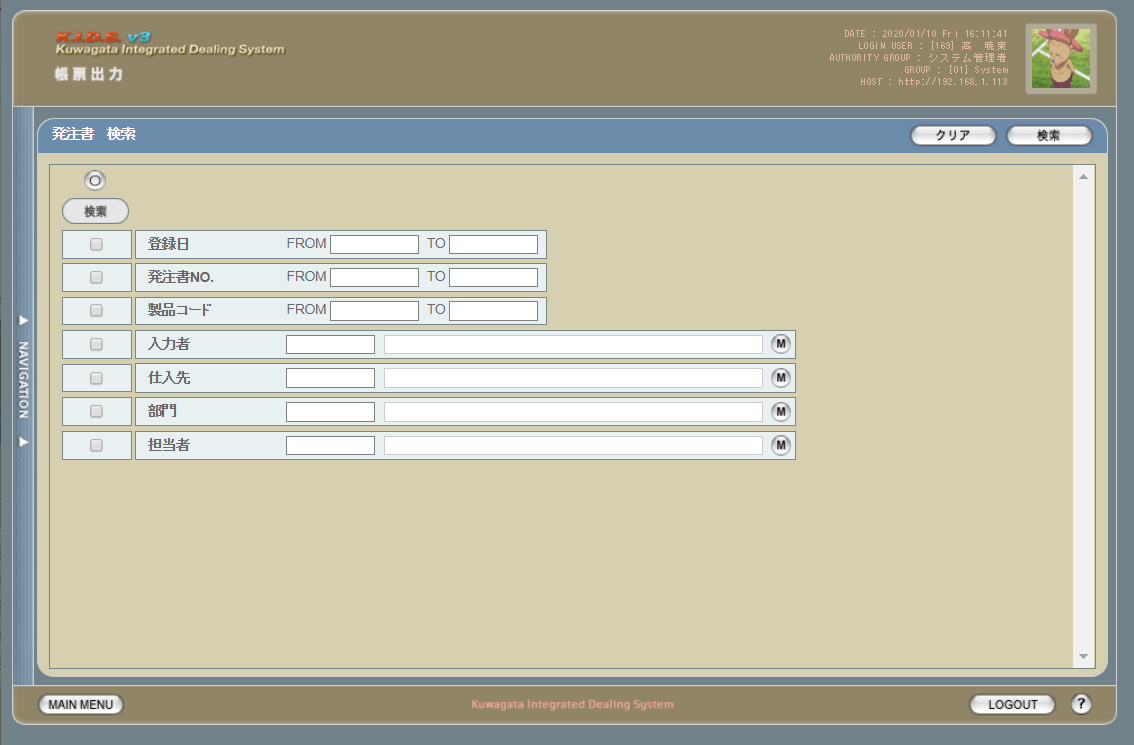 K.I.D.S. v3
Kuwagata Integrated Dealing System
帳票出力
DATE : 2020/01/10 Fri 16:11:41
LOGIN USER : [169] 高 暁東
AUTHORITY GROUP : システム管理者
GROUP : [01] System
HOST : http://192.168.1.113
発注書 検索
クリア
検索
検索
登録日 FROM TO
発注書NO. FROM TO
製品コード FROM TO
入力者 M
仕入先 M
部門 M
担当者 M
NAVIGATION
MAIN MENU
Kuwagata Integrated Dealing System
LOGOUT
?